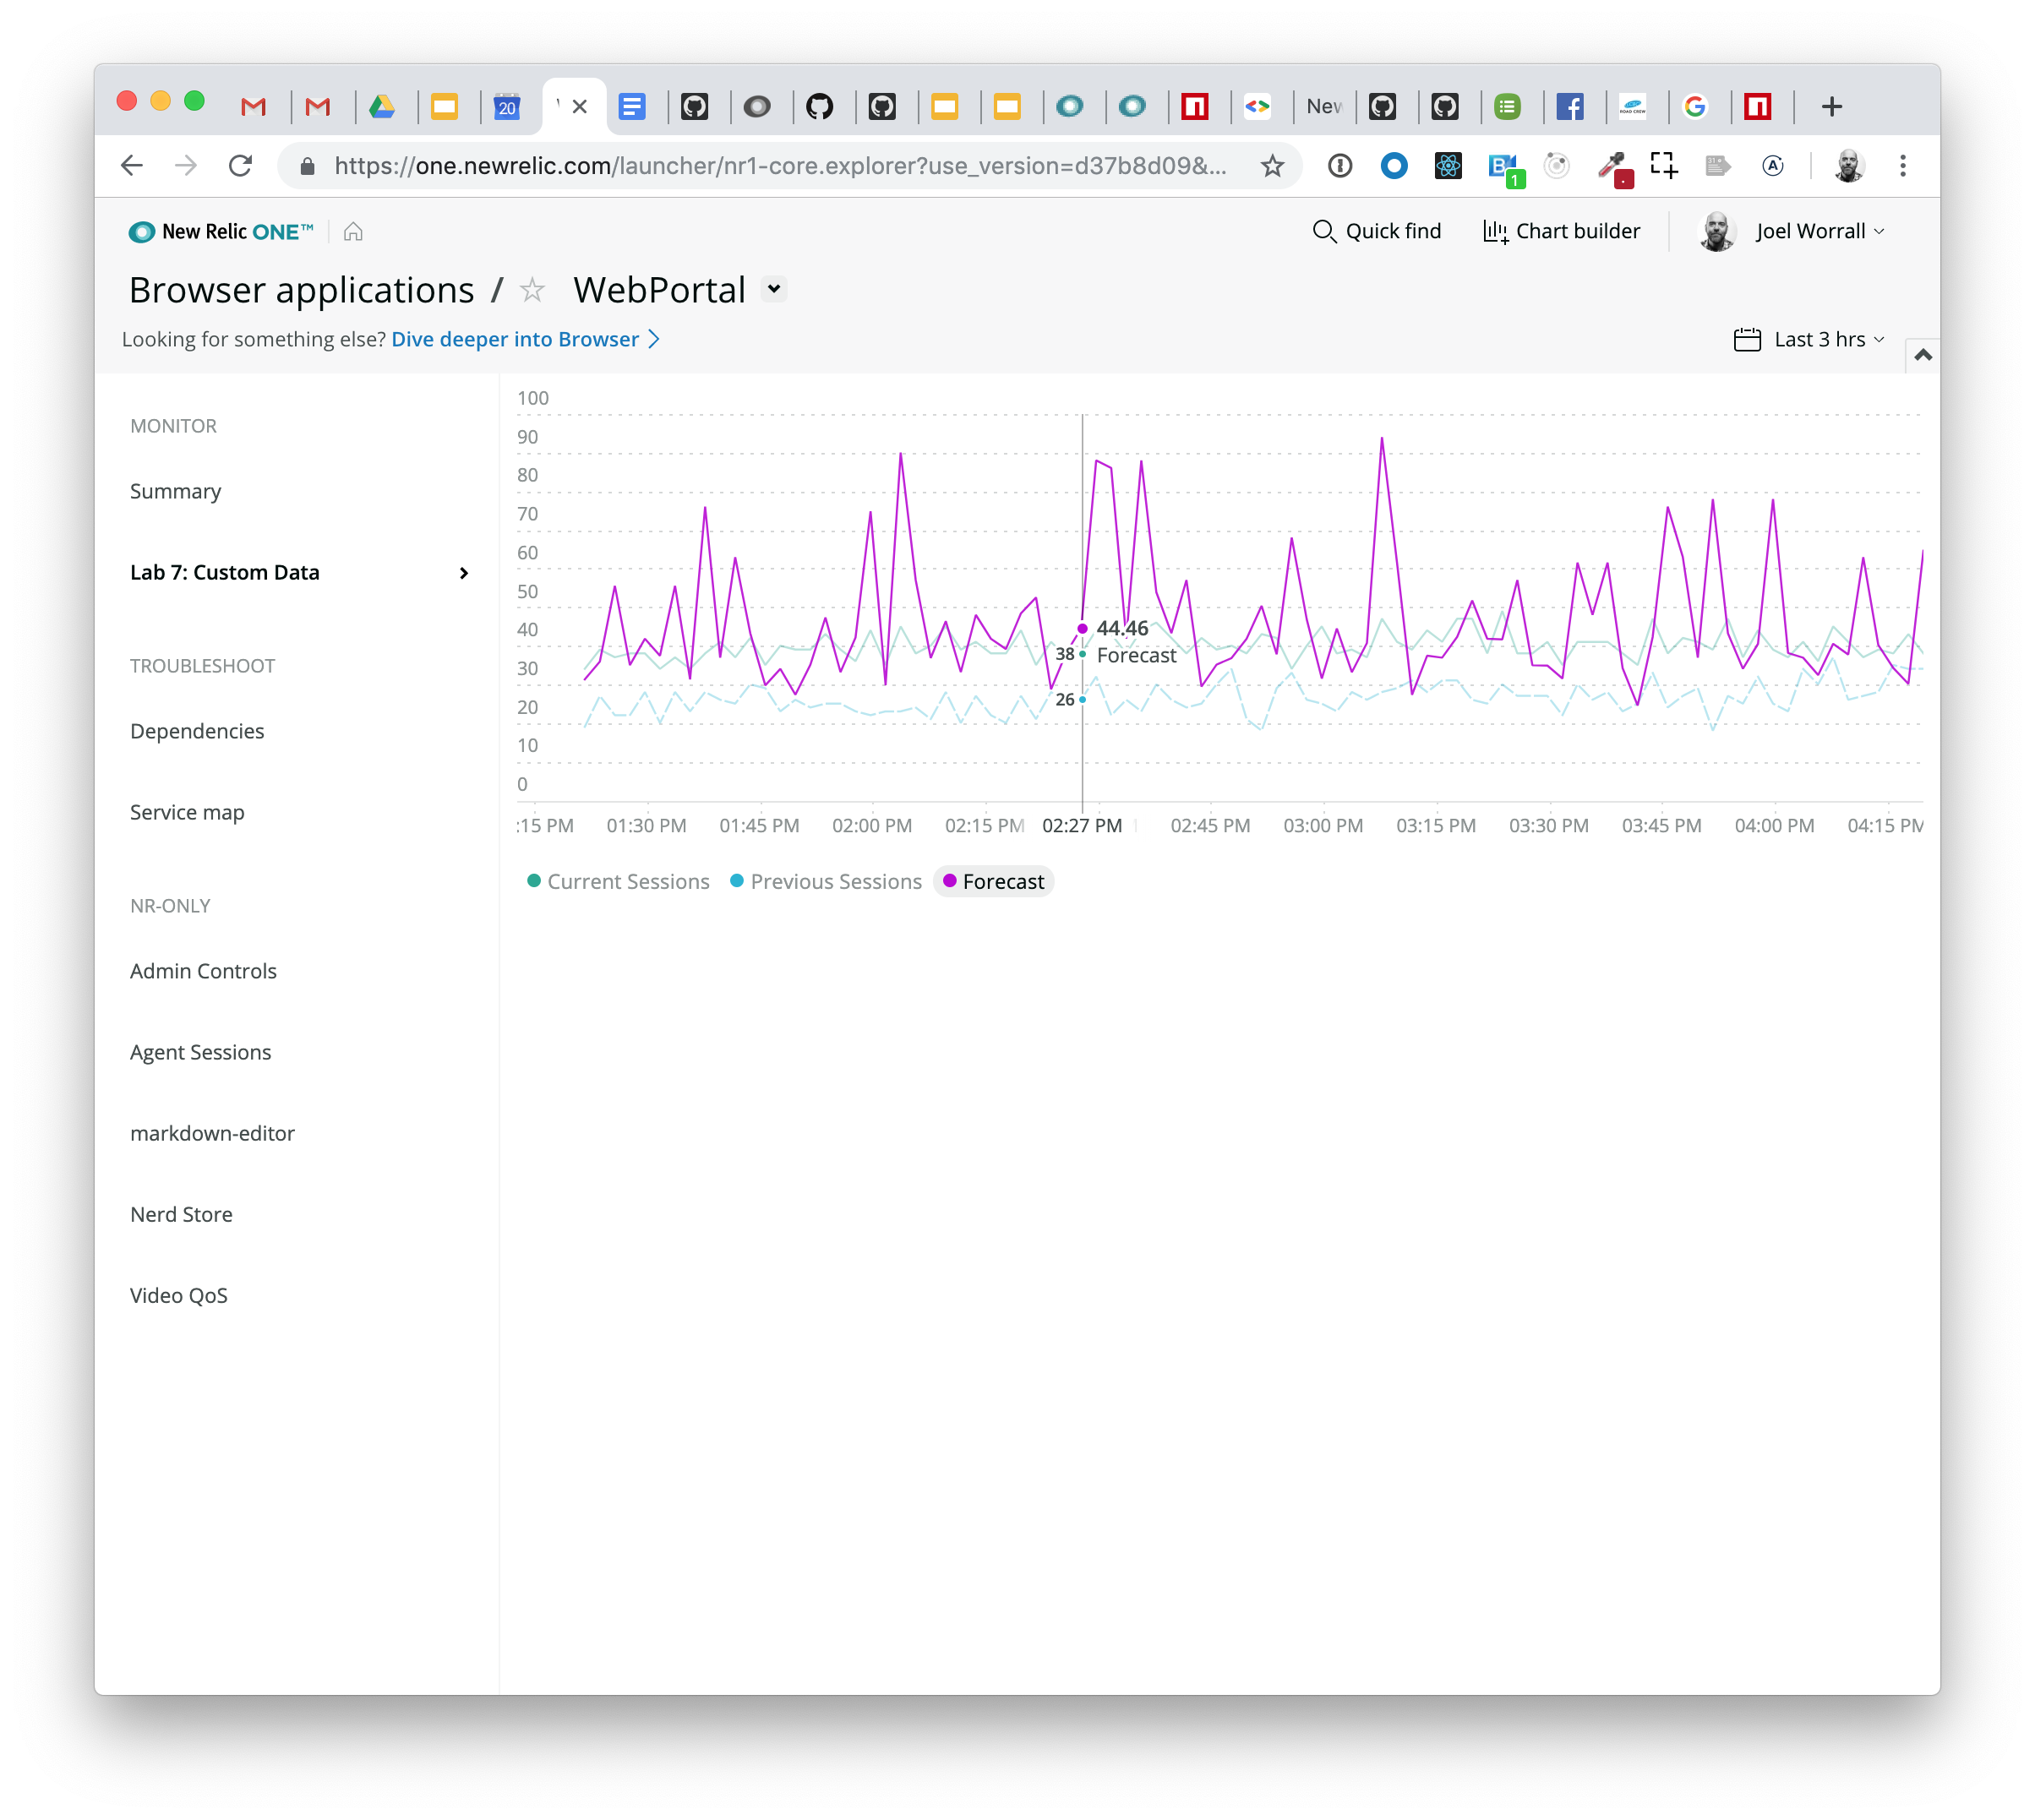 20
New
https://one.newrelic.com/launcher/nr1-core.explorer?use_version=d37b8d09&...
1
New Relic ONE™
Quick find
Chart builder
Joel Worrall
Browser applications / WebPortal
Looking for something else? Dive deeper into Browser
Last 3 hrs
MONITOR
Summary
Lab 7: Custom Data
TROUBLESHOOT
Dependencies
Service map
NR-ONLY
Admin Controls
Agent Sessions
markdown-editor
Nerd Store
Video QoS
100
90
80
70
60
50
40
30
20
10
0
44.46
38 Forecast
26
:15 PM 01:30 PM 01:45 PM 02:00 PM 02:15 PM 02:27 PM 02:45 PM 03:00 PM 03:15 PM 03:30 PM 03:45 PM 04:00 PM 04:15 PM
Current Sessions Previous Sessions Forecast